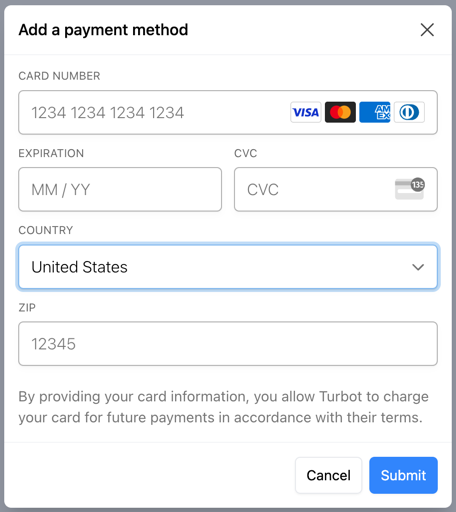 Add a payment method
CARD NUMBER
1234 1234 1234 1234 VISA AM EX
EXPIRATION CVC
MM / YY CVC 135
COUNTRY
United States
ZIP
12345
By providing your card information, you allow Turbot to charge
your card for future payments in accordance with their terms.
Cancel Submit